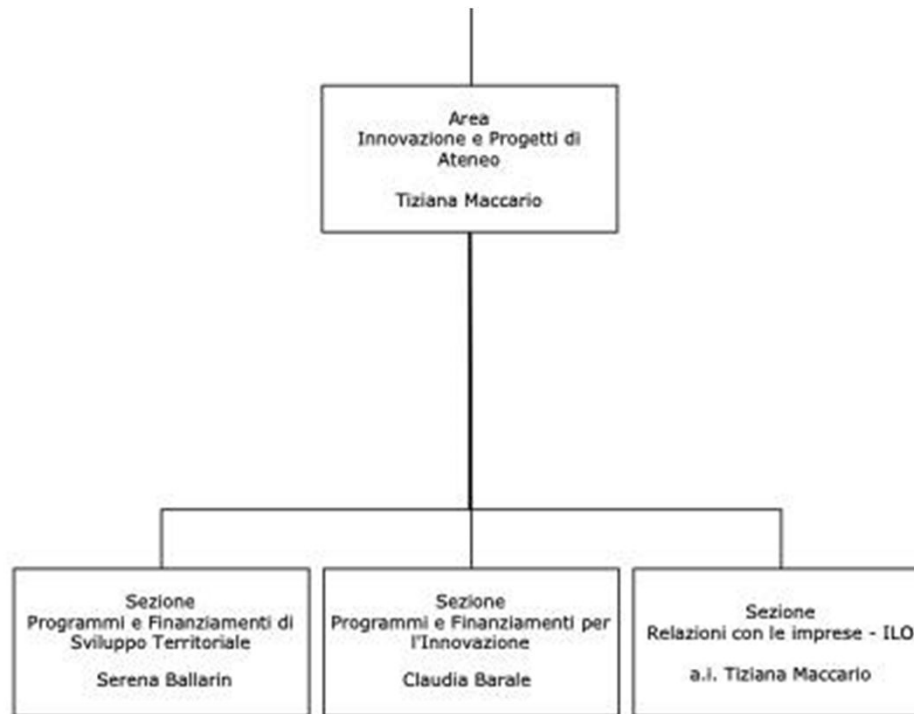 Area
Innovazione e Progetti di
Ateneo
Tiziana Maccario
Sezione
Programmi e Finanziamenti di
Sviluppo Territoriale
Serena Ballarin
Sezione
Programmi e Finanziamenti per
l'Innovazione
Claudia Barale
Sezione
Relazioni con le imprese - ILO
a.i. Tiziana Maccario